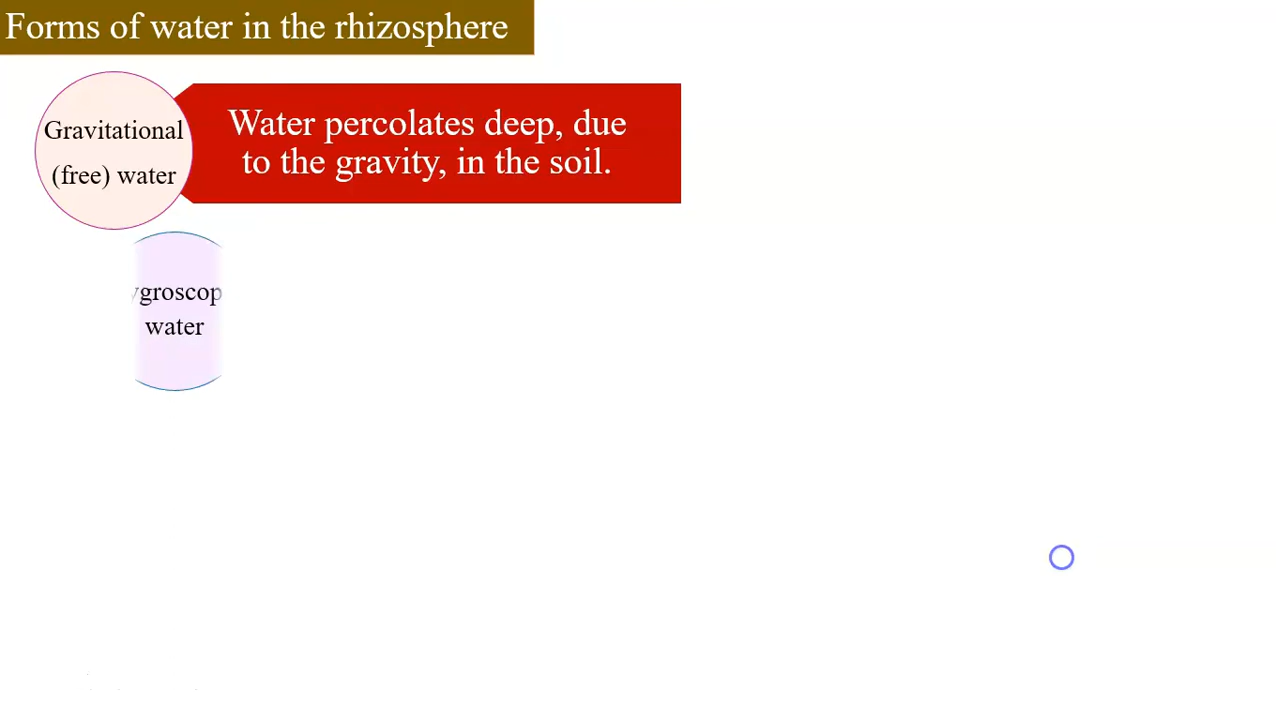 Forms of water in the rhizosphere
Gravitational
(free) water
Water percolates deep, due
to the gravity, in the soil.
ygroscop
water